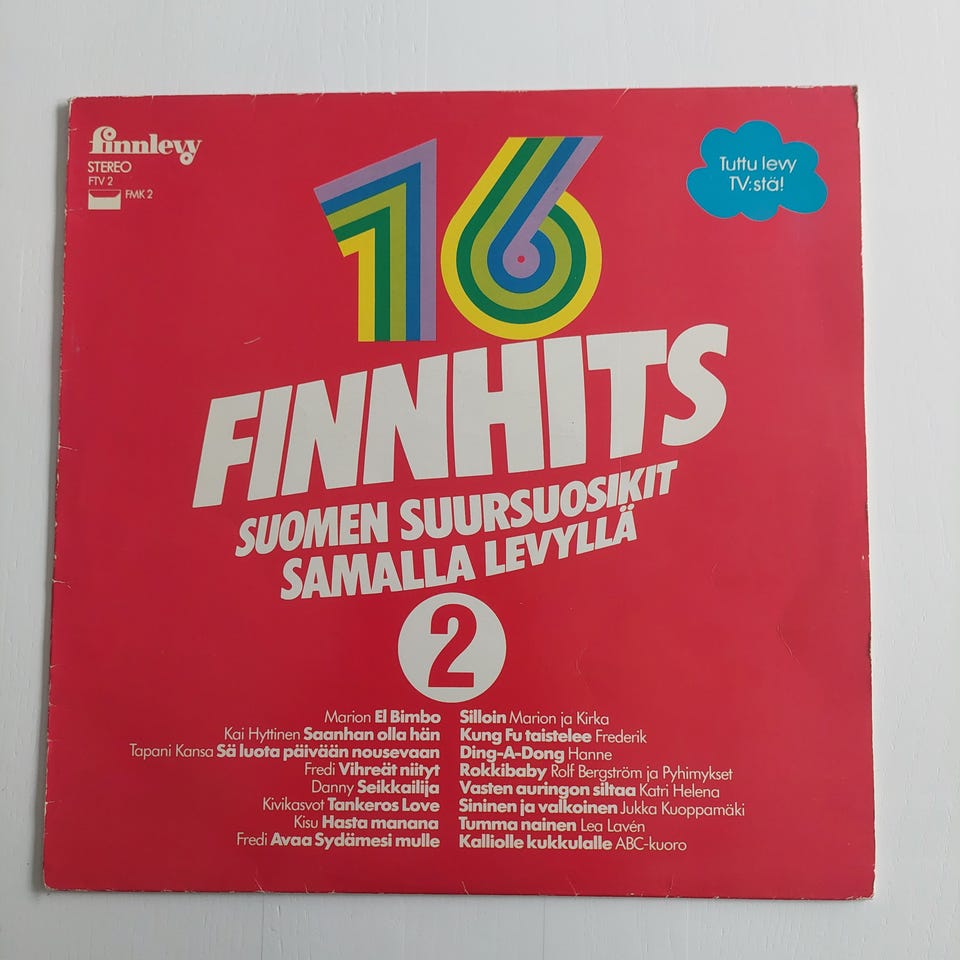 finnlevy
STEREO
FTV 2
FMK 2
Tuttu levy
TV:stä!
16
FINNHITS
SUOMEN SUURSUOSIKIT
SAMALLA LEVYLLÄ
2
Marion El Bimbo
Kai Hyttinen Saanhan olla hän
Tapani Kansa Sä luota päivään nousevaan
Fredi Vihreät niityt
Danny Seikkailija
Kivikasvot Tankeros Love
Kisu Hasta manana
Fredi Avaa Sydämesi mulle
Silloin Marion ja Kirka
Kung Fu taistelee Frederik
Ding-A-Dong Hanne
Rokkibaby Rolf Bergström ja Pyhimykset
Vasten auringon siltaa Katri Helena
Sininen ja valkoinen Jukka Kuoppamäki
Tumma nainen Lea Lavén
Kalliolle kukkulalle ABC-kuoro